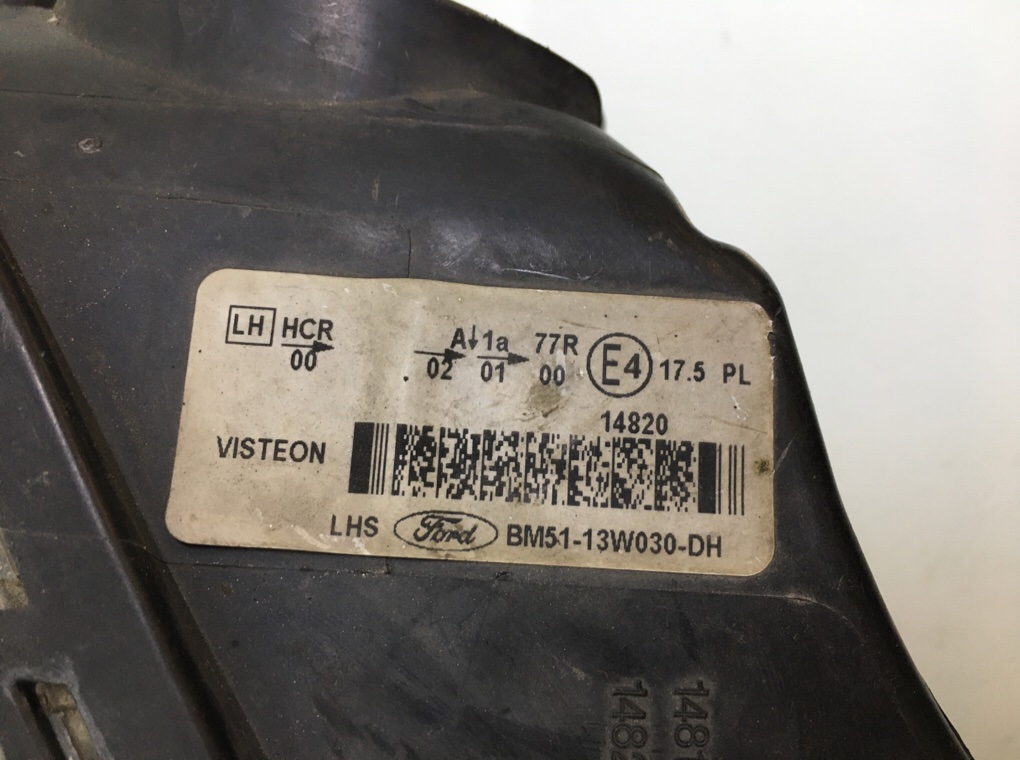 LH HCR A↓1a 77R
00 02 01 00 E4 17.5 PL
14820
VISTEON
LHS Ford BM51-13W030-DH